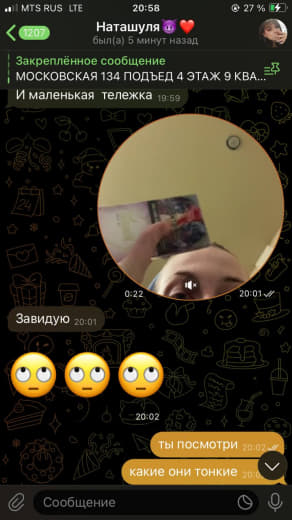 MTS RUS LTE 20:58 27 %
1207
Наташуля😈❤️
был(а) 5 минут назад
Закреплённое сообщение
МОСКОВСКАЯ 134 ПОДЪЕД 4 ЭТАЖ 9 КВА...
И маленькая тележка 19:59
0:22 20:01
Завидую 20:01
🙄🙄🙄
20:02
ты посмотри 20:02
какие они тонкие
Сообщение